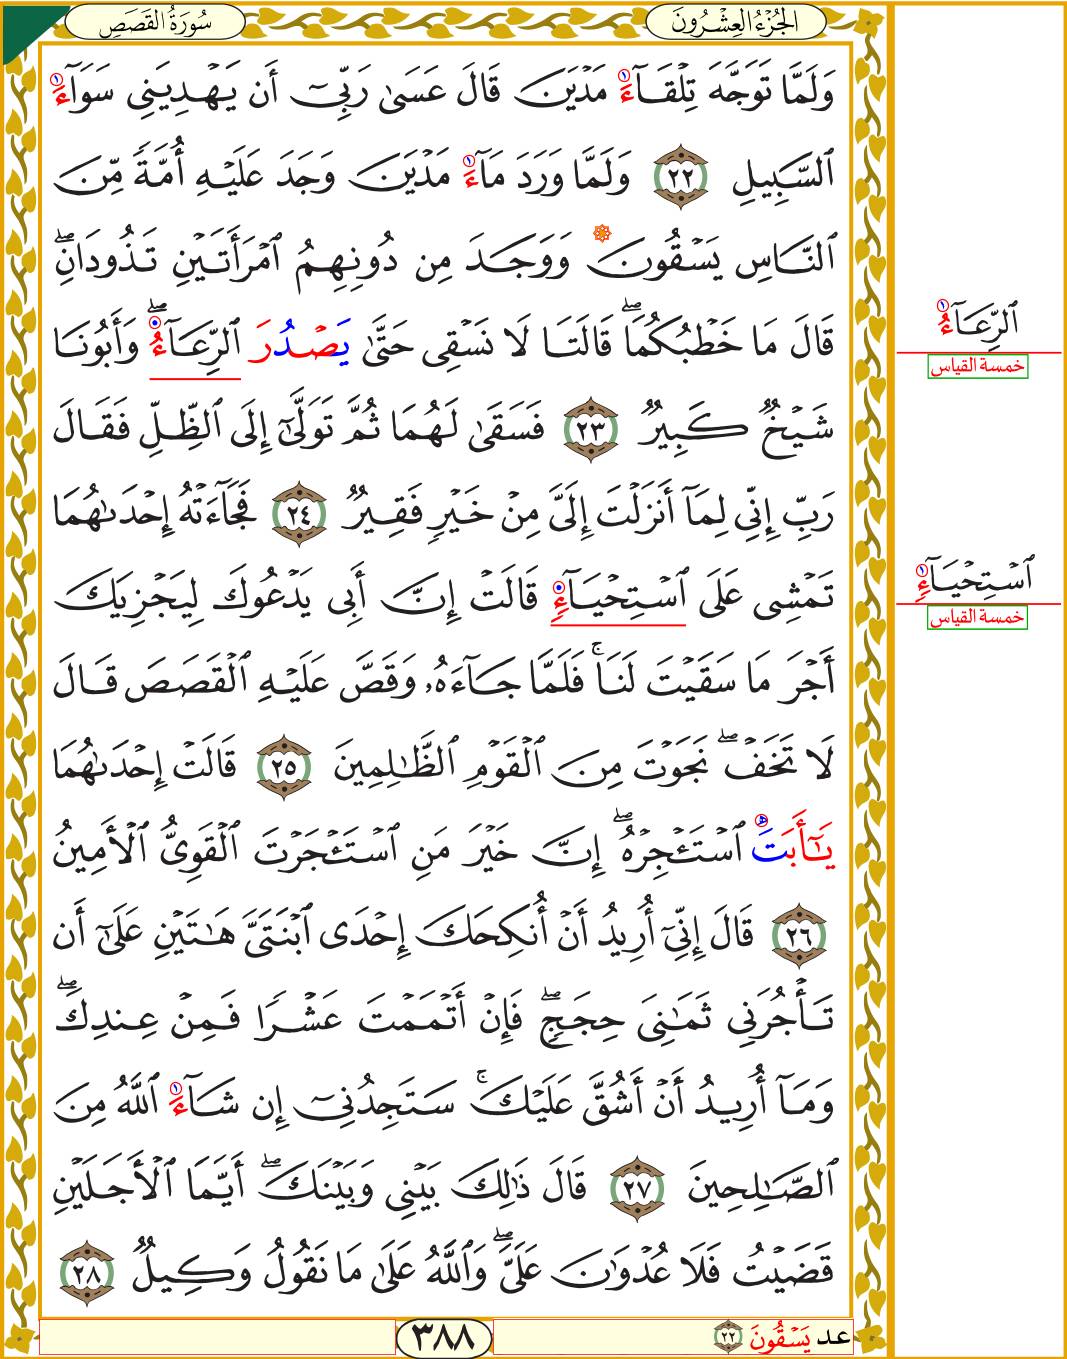 سُورَةُ القَصَصِ
الجُزْءُ العِشْرُونَ
وَلَمَّا تَوَجَّهَ تِلْقَآءَ مَدْيَنَ قَالَ عَسَىٰ رَبِّىٓ أَن يَهْدِيَنِى سَوَآءَ
ٱلسَّبِيلِ ٢٢ وَلَمَّا وَرَدَ مَآءَ مَدْيَنَ وَجَدَ عَلَيْهِ أُمَّةً مِّنَ
ٱلنَّاسِ يَسْقُونَ وَوَجَدَ مِن دُونِهِمُ ٱمْرَأَتَيْنِ تَذُودَانِۖ
قَالَ مَا خَطْبُكُمَاۖ قَالَتَا لَا نَسْقِى حَتَّىٰ يَصْدُرَ ٱلرِّعَآءُۖ وَأَبُونَا
شَيْخٌ كَبِيرٌ ٢٣ فَسَقَىٰ لَهُمَا ثُمَّ تَوَلَّىٰٓ إِلَى ٱلظِّلِّ فَقَالَ
رَبِّ إِنِّى لِمَآ أَنزَلْتَ إِلَىَّ مِنْ خَيْرٍ فَقِيرٌ ٢٤ فَجَآءَتْهُ إِحْدَىٰهُمَا
تَمْشِى عَلَى ٱسْتِحْيَآءٍ قَالَتْ إِنَّ أَبِى يَدْعُوكَ لِيَجْزِيَكَ
أَجْرَ مَا سَقَيْتَ لَنَاۚ فَلَمَّا جَآءَهُۥ وَقَصَّ عَلَيْهِ ٱلْقَصَصَ قَالَ
لَا تَخَفْۖ نَجَوْتَ مِنَ ٱلْقَوْمِ ٱلظَّٰلِمِينَ ٢٥ قَالَتْ إِحْدَىٰهُمَا
يَٰٓأَبَتَ ٱسْتَـْٔجِرْهُۖ إِنَّ خَيْرَ مَنِ ٱسْتَـْٔجَرْتَ ٱلْقَوِىُّ ٱلْأَمِينُ
٢٦ قَالَ إِنِّىٓ أُرِيدُ أَنْ أُنكِحَكَ إِحْدَى ٱبْنَتَىَّ هَٰتَيْنِ عَلَىٰٓ أَن
تَأْجُرَنِى ثَمَٰنِىَ حِجَجٍۖ فَإِنْ أَتْمَمْتَ عَشْرًا فَمِنْ عِندِكَۖ
وَمَآ أُرِيدُ أَنْ أَشُقَّ عَلَيْكَۚ سَتَجِدُنِىٓ إِن شَآءَ ٱللَّهُ مِنَ
ٱلصَّٰلِحِينَ ٢٧ قَالَ ذَٰلِكَ بَيْنِى وَبَيْنَكَۖ أَيَّمَا ٱلْأَجَلَيْنِ
قَضَيْتُ فَلَا عُدْوَٰنَ عَلَىَّۖ وَٱللَّهُ عَلَىٰ مَا نَقُولُ وَكِيلٌ ٢٨
ٱلرِّعَآءُ
خمسة القياس
ٱسْتِحْيَآءٍ
خمسة القياس
عد يَسْقُونَ ٢٢
٣٨٨